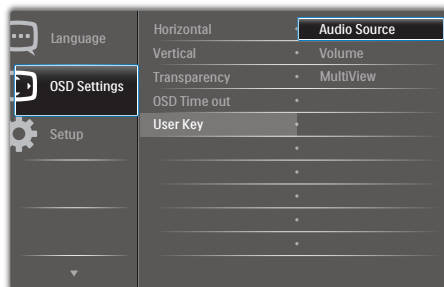 Language
OSD Settings
Setup
Horizontal
Vertical
Transparency
OSD Time out
User Key
Audio Source
Volume
MultiView